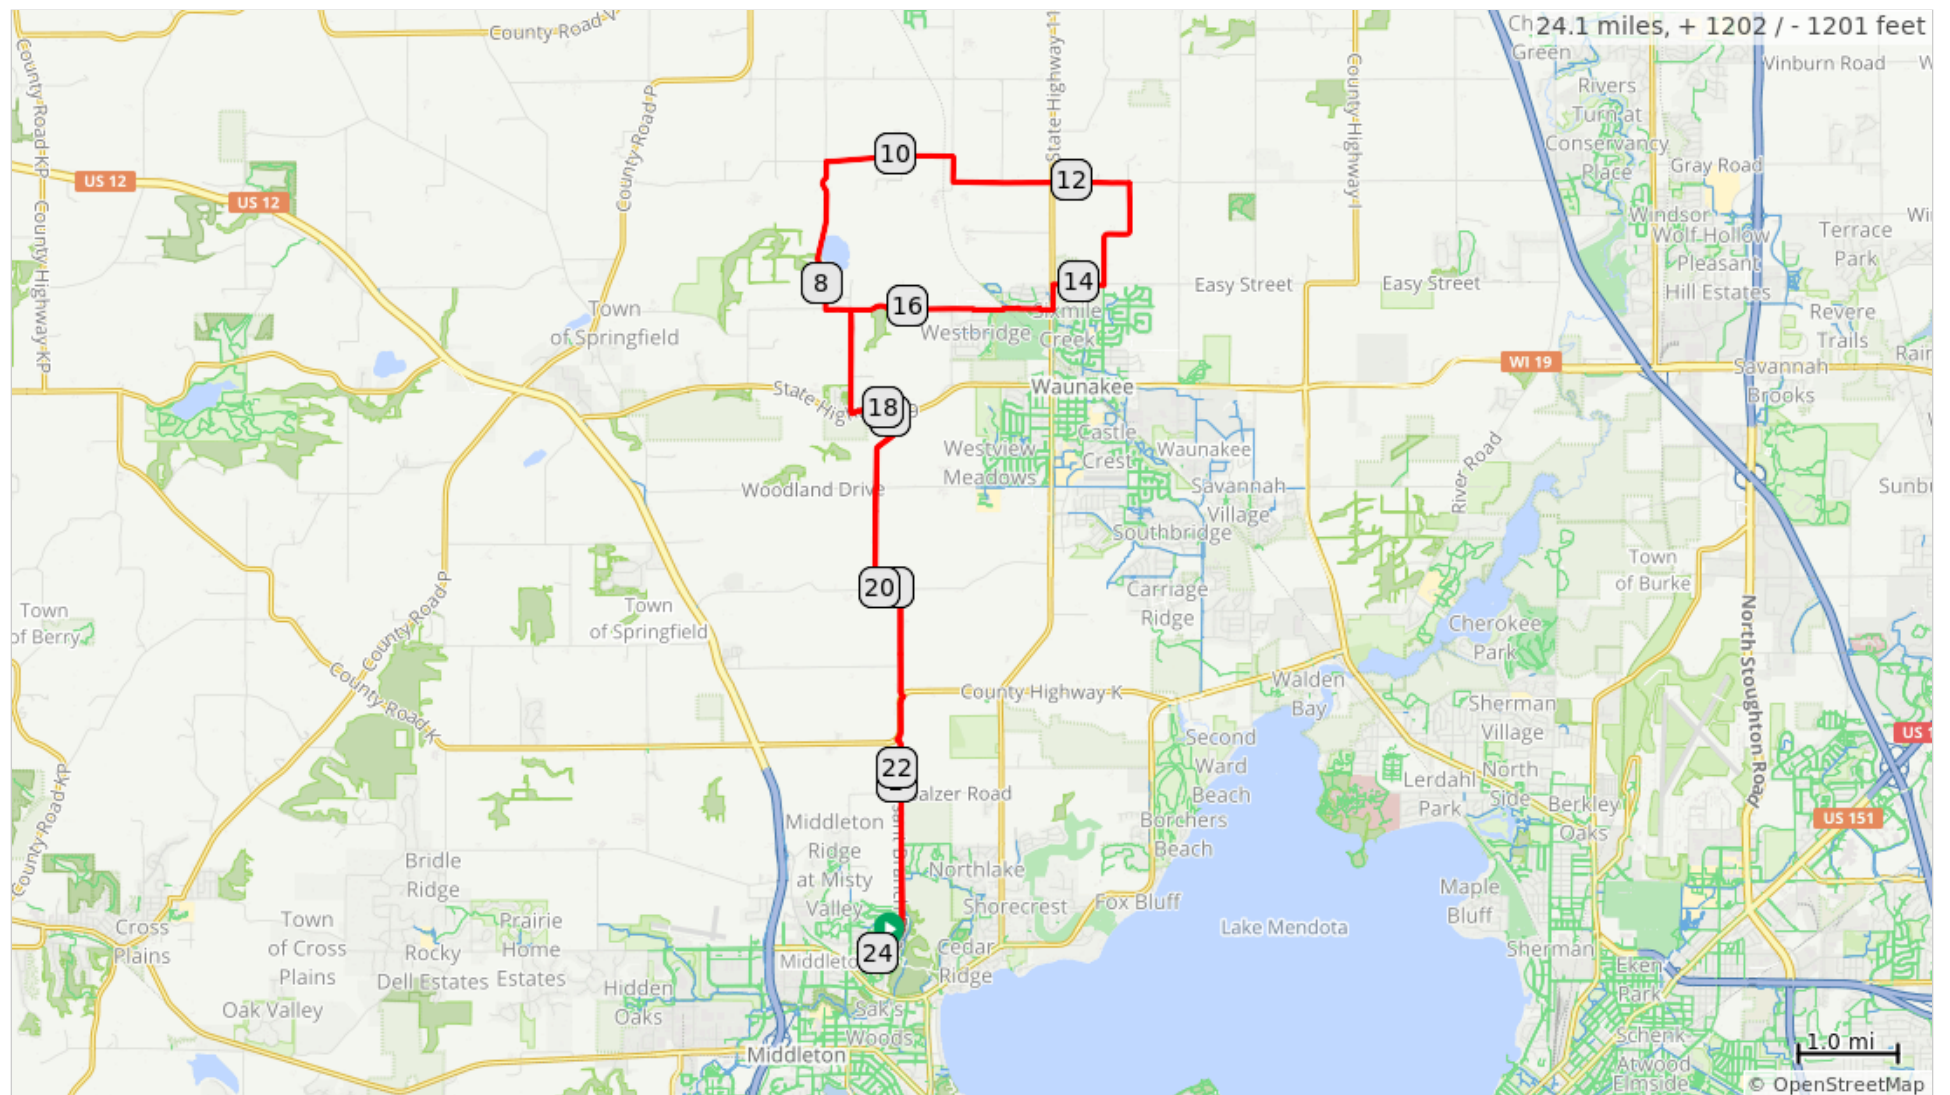 24.1 miles, + 1202 / - 1201 feet
County Road V
State Highway 1
County Road KP
County Highway KP
County Road P
County Highway I
Green
Vinburn Road
Rivers
Turn at
Conservancy
Place
Gray Road
US 12
US 12
10
12
Windsor
Wolf Hollow
Pleasant
Hill Estates
Terrace
Park
8
14
16
Easy Street
Easy Street
Town
of Springfield
Sixmile
Creek
Westbridge
Revere
Trails
WI 19
Savannah
Brooks
Waunakee
18
Castle
Crest
Westview
Meadows
Waunakee
Savannah
Village
River Road
Woodland Drive
Southbridge
Town
of Burke
20
Carriage
Ridge
Town
of Berry
Town
of Springfield
County Road P
County Road K
Cherokee
Park
North Stoughton Road
County Highway K
Walden
Bay
Sherman
Village
Second
Ward
Beach
22
Lerdahl
Park
North
Side
Berkley
Oaks
US 151
Borchers
Beach
Middleton
Ridge
at Misty
Valley
County Road KP
Bridle
Ridge
Northlake
Shorecrest
Fox Bluff
Maple
Bluff
Lake Mendota
Cross
Plains
Town
of Cross
Plains
Prairie
Home
Estates
Rocky
Dell Estates
24
Cedar
Ridge
Sherman
Eken
Park
Hidden
Oaks
Oak Valley
Sak's
Woods
Middleton
Schenk
Atwood
Elmside
1.0 mi
© OpenStreetMap